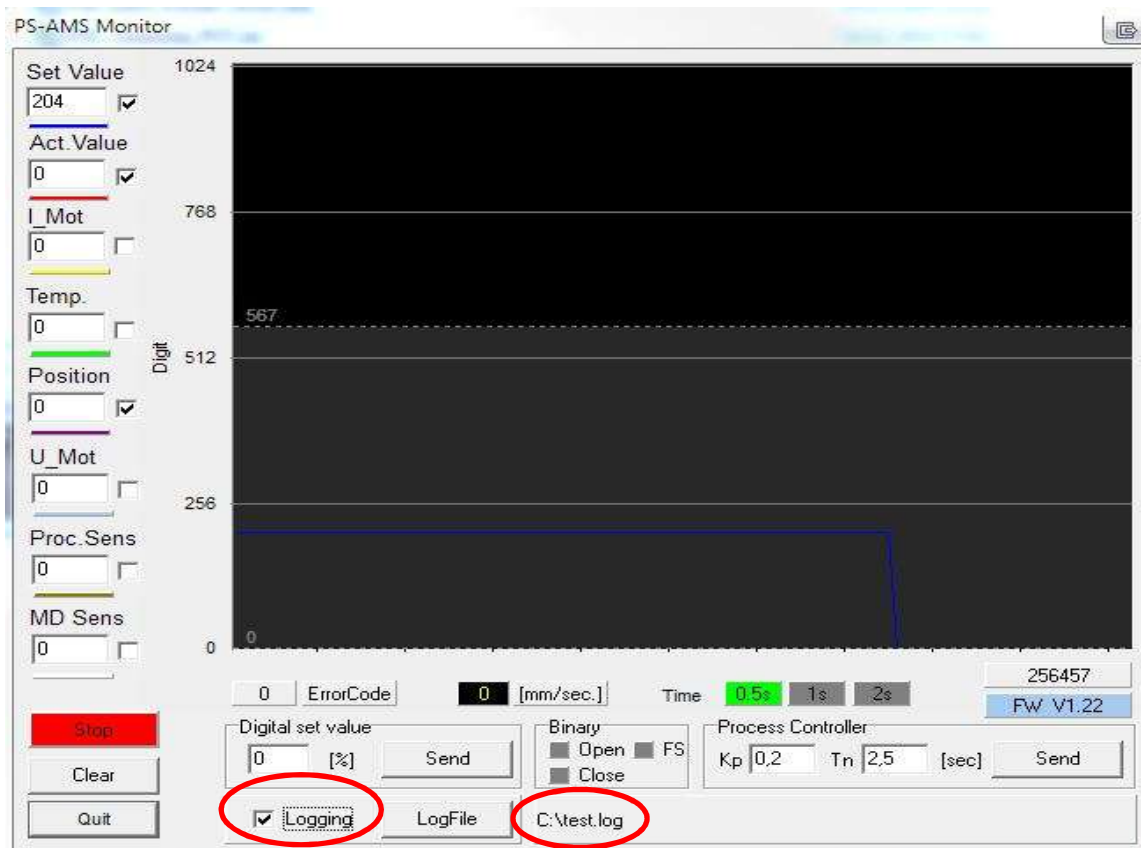 PS-AMS Monitor
Set Value
204
Act.Value
0
I_Mot
0
Temp.
0
Position
0
U_Mot
0
Proc.Sens
0
MD Sens
0
Stop
Clear
Quit
Digit
1024
768
567
512
256
0
0
0 ErrorCode 0 [mm/sec.] Time 0.5s 1s 2s
256457
FW V1.22
Digital set value
0 [%] Send
Binary
Open FS
Close
Process Controller
Kp 0,2 Tn 2,5 [sec] Send
Logging LogFile C:\test.log